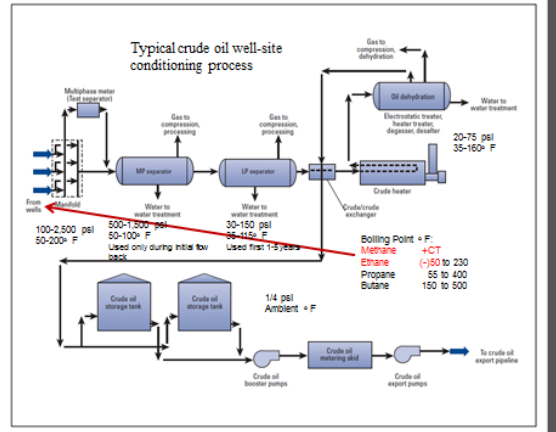 Typical crude oil well-site
conditioning process
Gas to
compression,
dehydration
Multiphase meter
(Test separator)
Gas to
compression,
processing
Gas to
compression,
processing
Oil dehydration
Water to
water treatment
Electrostatic treater,
heater treater,
degasser, desalter
20-75 psi
35-160° F
MP separator
LP separator
Crude heater
From
wells
Manifold
Water to
water treatment
Water to
water treatment
Crude/crude
exchanger
100-2,500 psi
50-200° F
500-1,500 psi
50-100° F
Used only during initial flow
back
30-150 psi
35-115° F
Used first 1-5 years
Boiling Point ° F:
Methane +CT
Ethane (-)50 to 230
Propane 55 to 400
Butane 150 to 500
Crude oil
storage tank
Crude oil
storage tank
1/4 psi
Ambient ° F
Crude oil
booster pumps
Crude oil
metering skid
Crude oil
export pumps
To crude oil
export pipeline